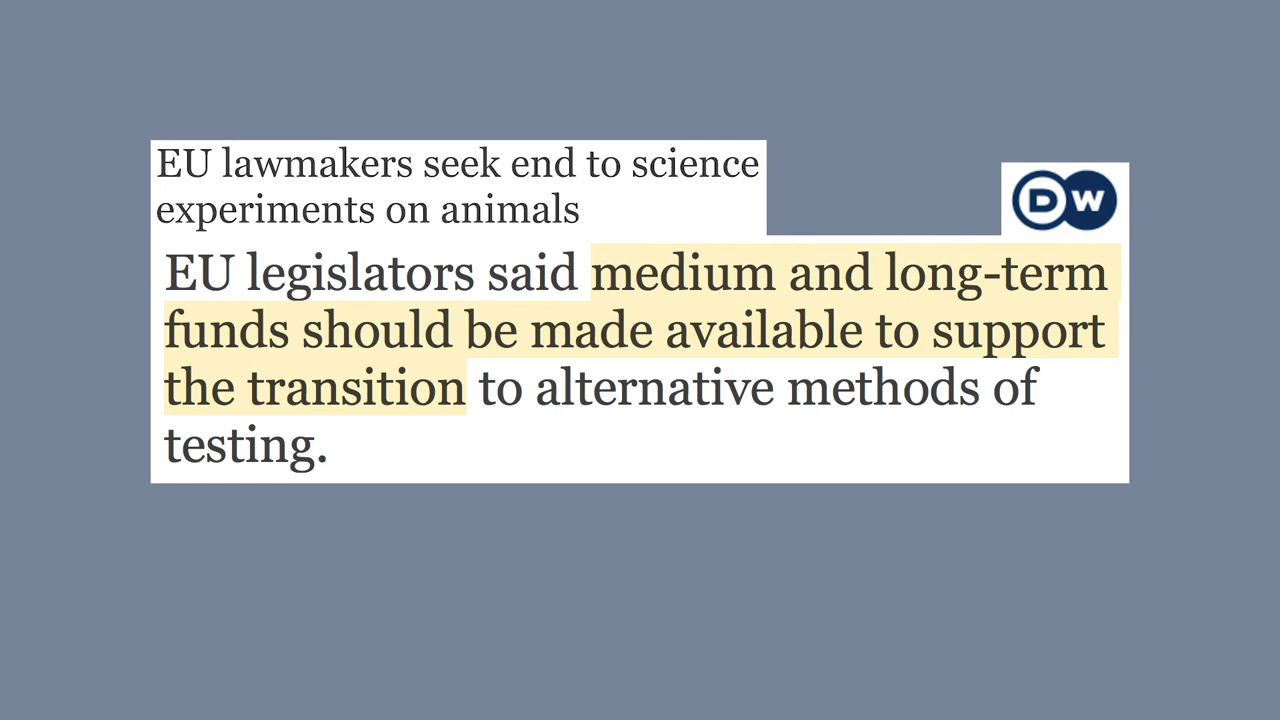 EU lawmakers seek end to science
experiments on animals
DW
EU legislators said medium and long-term
funds should be made available to support
the transition to alternative methods of
testing.